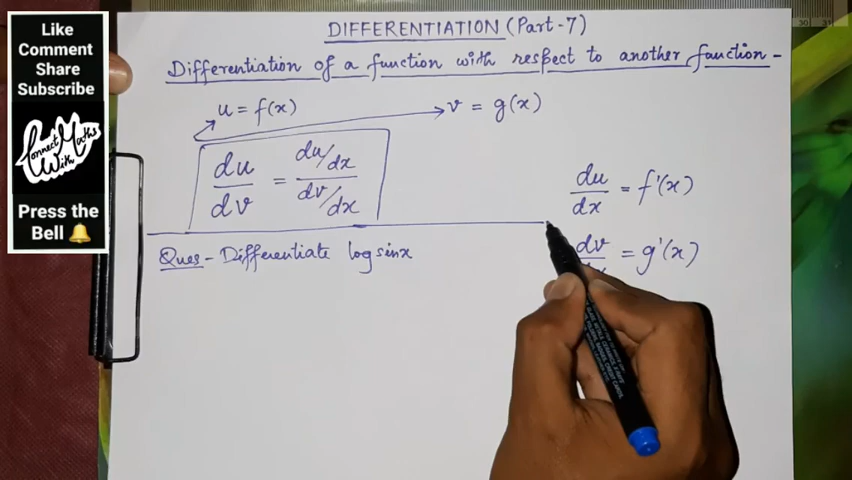 Like
Comment
Share
Subscribe
Connect
With
Maths
Press the
Bell 🔔
DIFFERENTIATION (Part-7)
Differentiation of a function with respect to another function -
u = f(x) v = g(x)
du/dv = (du/dx)/(dv/dx)
du/dx = f'(x)
dv = g'(x)
Ques - Differentiate log sinx